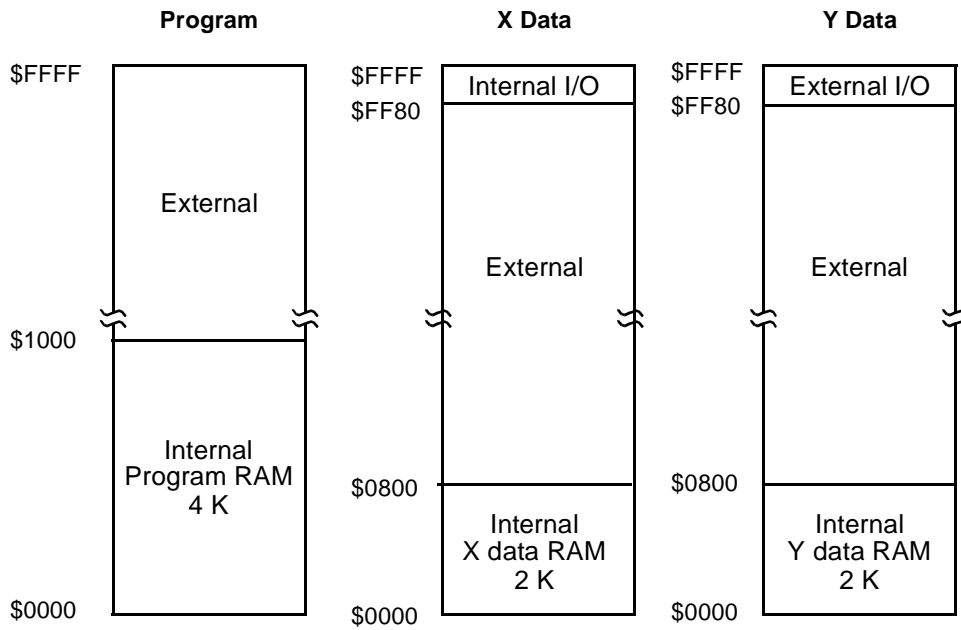 Program
$FFFF
External
$1000
Internal
Program RAM
4 K
$0000
X Data
$FFFF
Internal I/O
$FF80
External
$0800
Internal
X data RAM
2 K
$0000
Y Data
$FFFF
External I/O
$FF80
External
$0800
Internal
Y data RAM
2 K
$0000